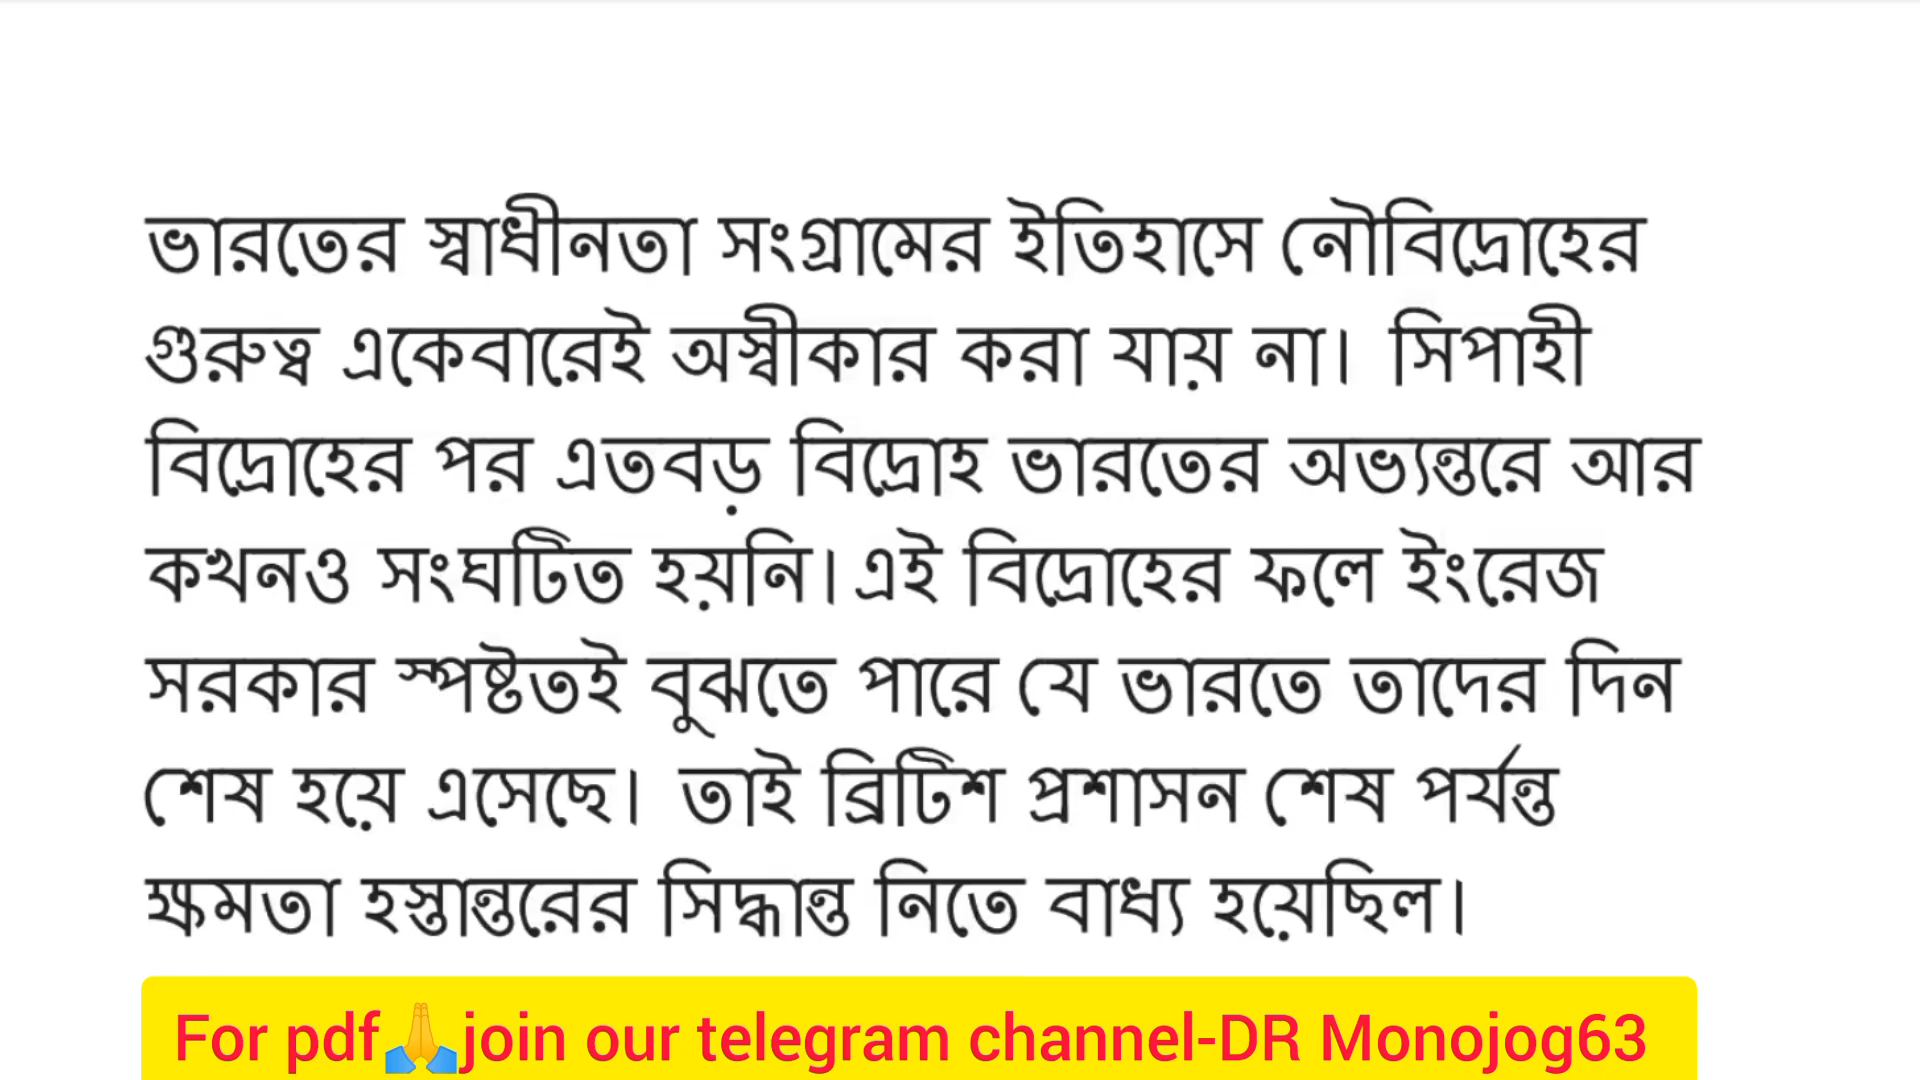 ভারতের স্বাধীনতা সংগ্রামের ইতিহাসে নৌবিদ্রোহের
গুরুত্ব একেবারেই অস্বীকার করা যায় না। সিপাহী
বিদ্রোহের পর এতবড় বিদ্রোহ ভারতের অভ্যন্তরে আর
কখনও সংঘটিত হয়নি। এই বিদ্রোহের ফলে ইংরেজ
সরকার স্পষ্টতই বুঝতে পারে যে ভারতে তাদের দিন
শেষ হয়ে এসেছে। তাই ব্রিটিশ প্রশাসন শেষ পর্যন্ত
ক্ষমতা হস্তান্তরের সিদ্ধান্ত নিতে বাধ্য হয়েছিল।
For pdf🙏join our telegram channel-DR Monojog63